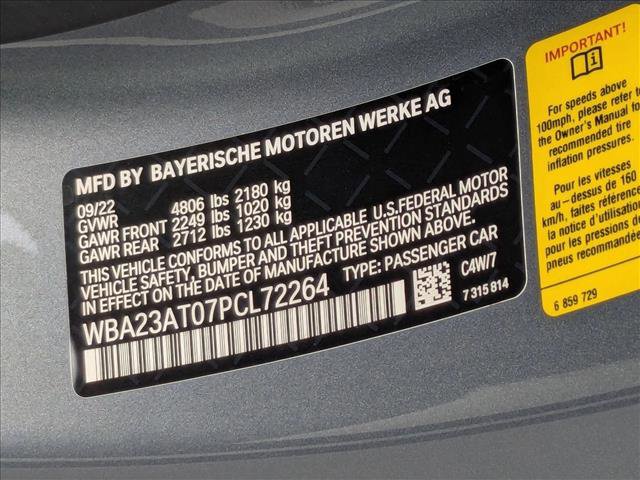 MFD BY BAYERISCHE MOTOREN WERKE AG
09/22
GVWR 4806 lbs 2180 kg
GAWR FRONT 2249 lbs 1020 kg
GAWR REAR 2712 lbs 1230 kg
THIS VEHICLE CONFORMS TO ALL APPLICABLE U.S. FEDERAL MOTOR
VEHICLE SAFETY, BUMPER AND THEFT PREVENTION STANDARDS
IN EFFECT ON THE DATE OF MANUFACTURE SHOWN ABOVE.
WBA23AT07PCL72264
TYPE: PASSENGER CAR
C4W/7
7 315 814
IMPORTANT!
For speeds above
100mph, please refer to
the Owner's Manual for
recommended tire
inflation pressures.
Pour les vitesses
au-dessus de 160
km/h, faites référence
la notice d'utilisation
pour les pressions
pneus recommandée
6 859 729